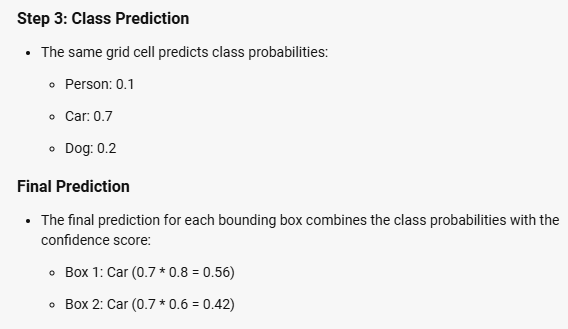 Step 3: Class Prediction
• The same grid cell predicts class probabilities:
◦ Person: 0.1
◦ Car: 0.7
◦ Dog: 0.2
Final Prediction
• The final prediction for each bounding box combines the class probabilities with the
confidence score:
◦ Box 1: Car (0.7 * 0.8 = 0.56)
◦ Box 2: Car (0.7 * 0.6 = 0.42)